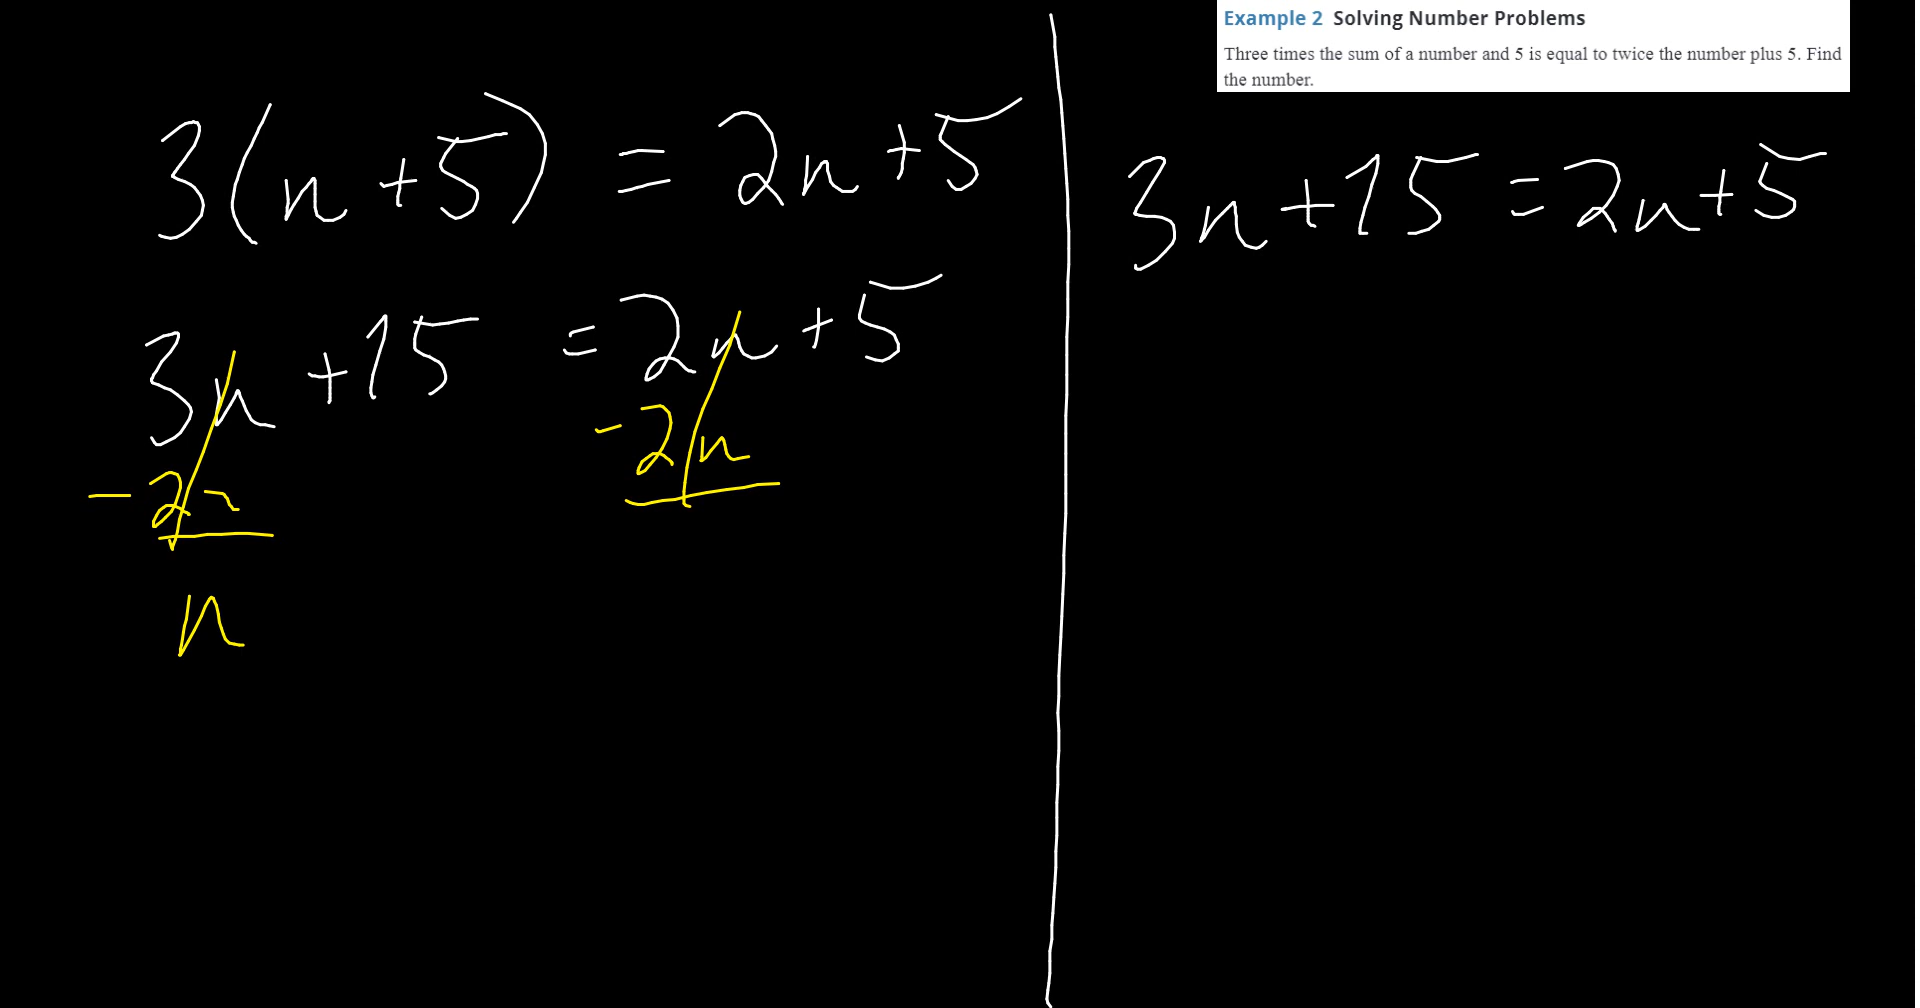 3(n+5) = 2n+5
3n +15 = 2n +5
-2n -2n
n
Example 2 Solving Number Problems
Three times the sum of a number and 5 is equal to twice the number plus 5. Find
the number.
3n+15=2n+5